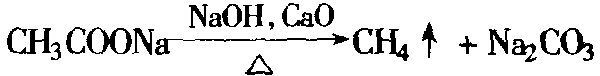 NaOH, CaO
CH₃COONa → CH₄ ↑ + Na₂CO₃
△